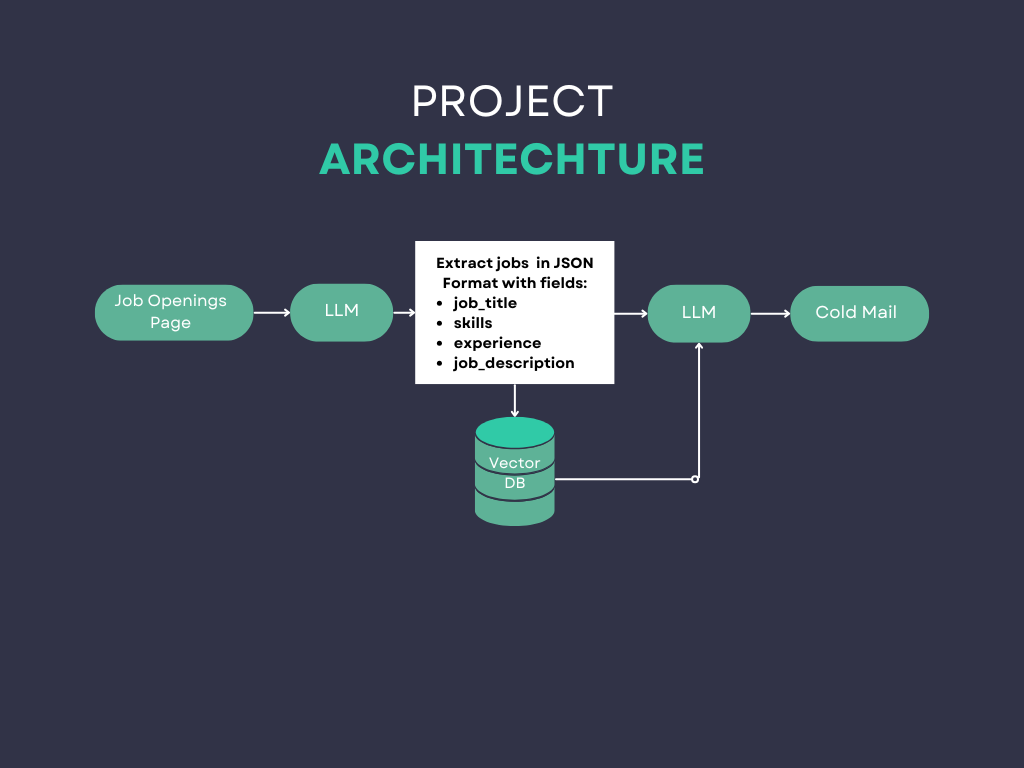 PROJECT
ARCHITECHTURE
Job Openings
Page
LLM
Extract jobs  in JSON
Format with fields:
• job_title
• skills
• experience
• job_description
LLM
Cold Mail
Vector
DB